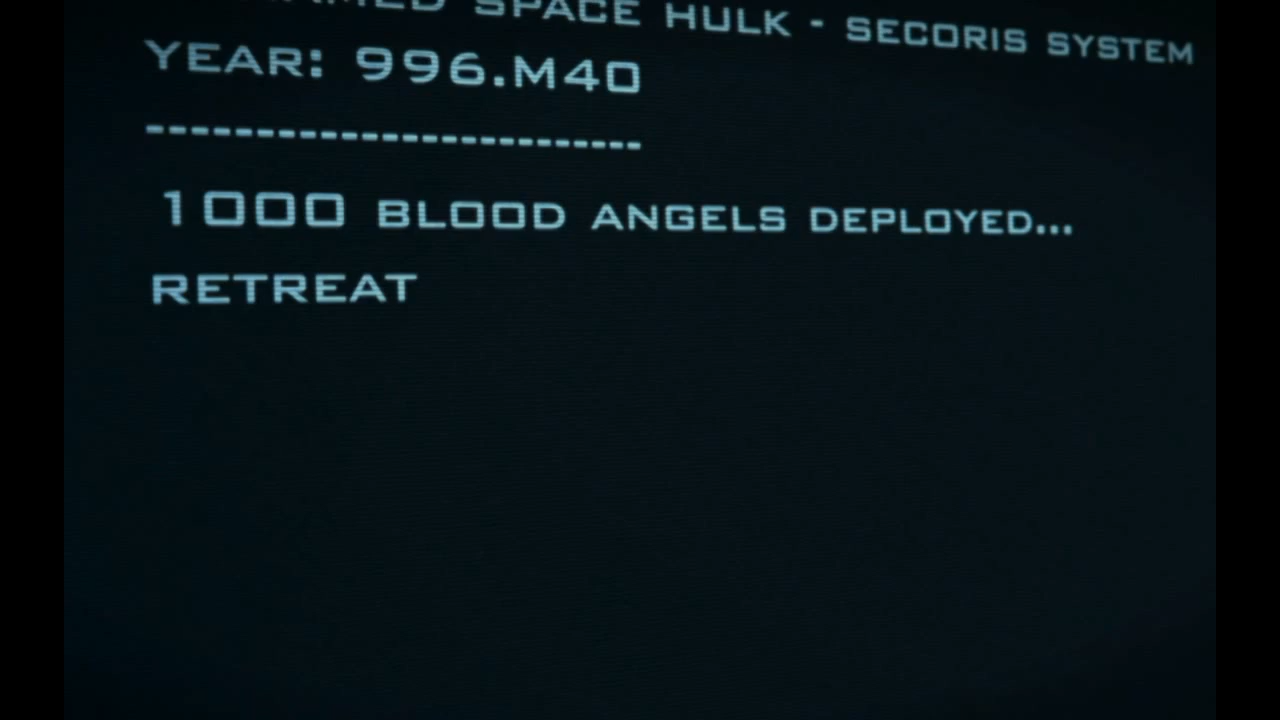 SPACE HULK - SECORIS SYSTEM
YEAR: 996.M40
-----------------------
1000 BLOOD ANGELS DEPLOYED...
RETREAT